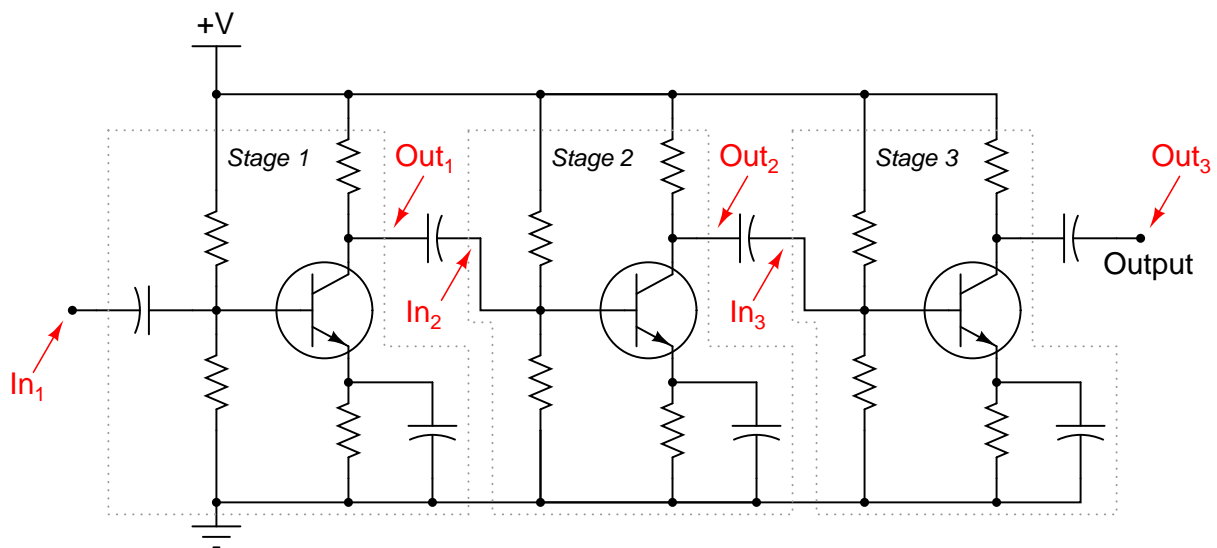 +V
Stage 1
Out₁
Stage 2
Out₂
Stage 3
Out₃
Output
In₁
In₂
In₃